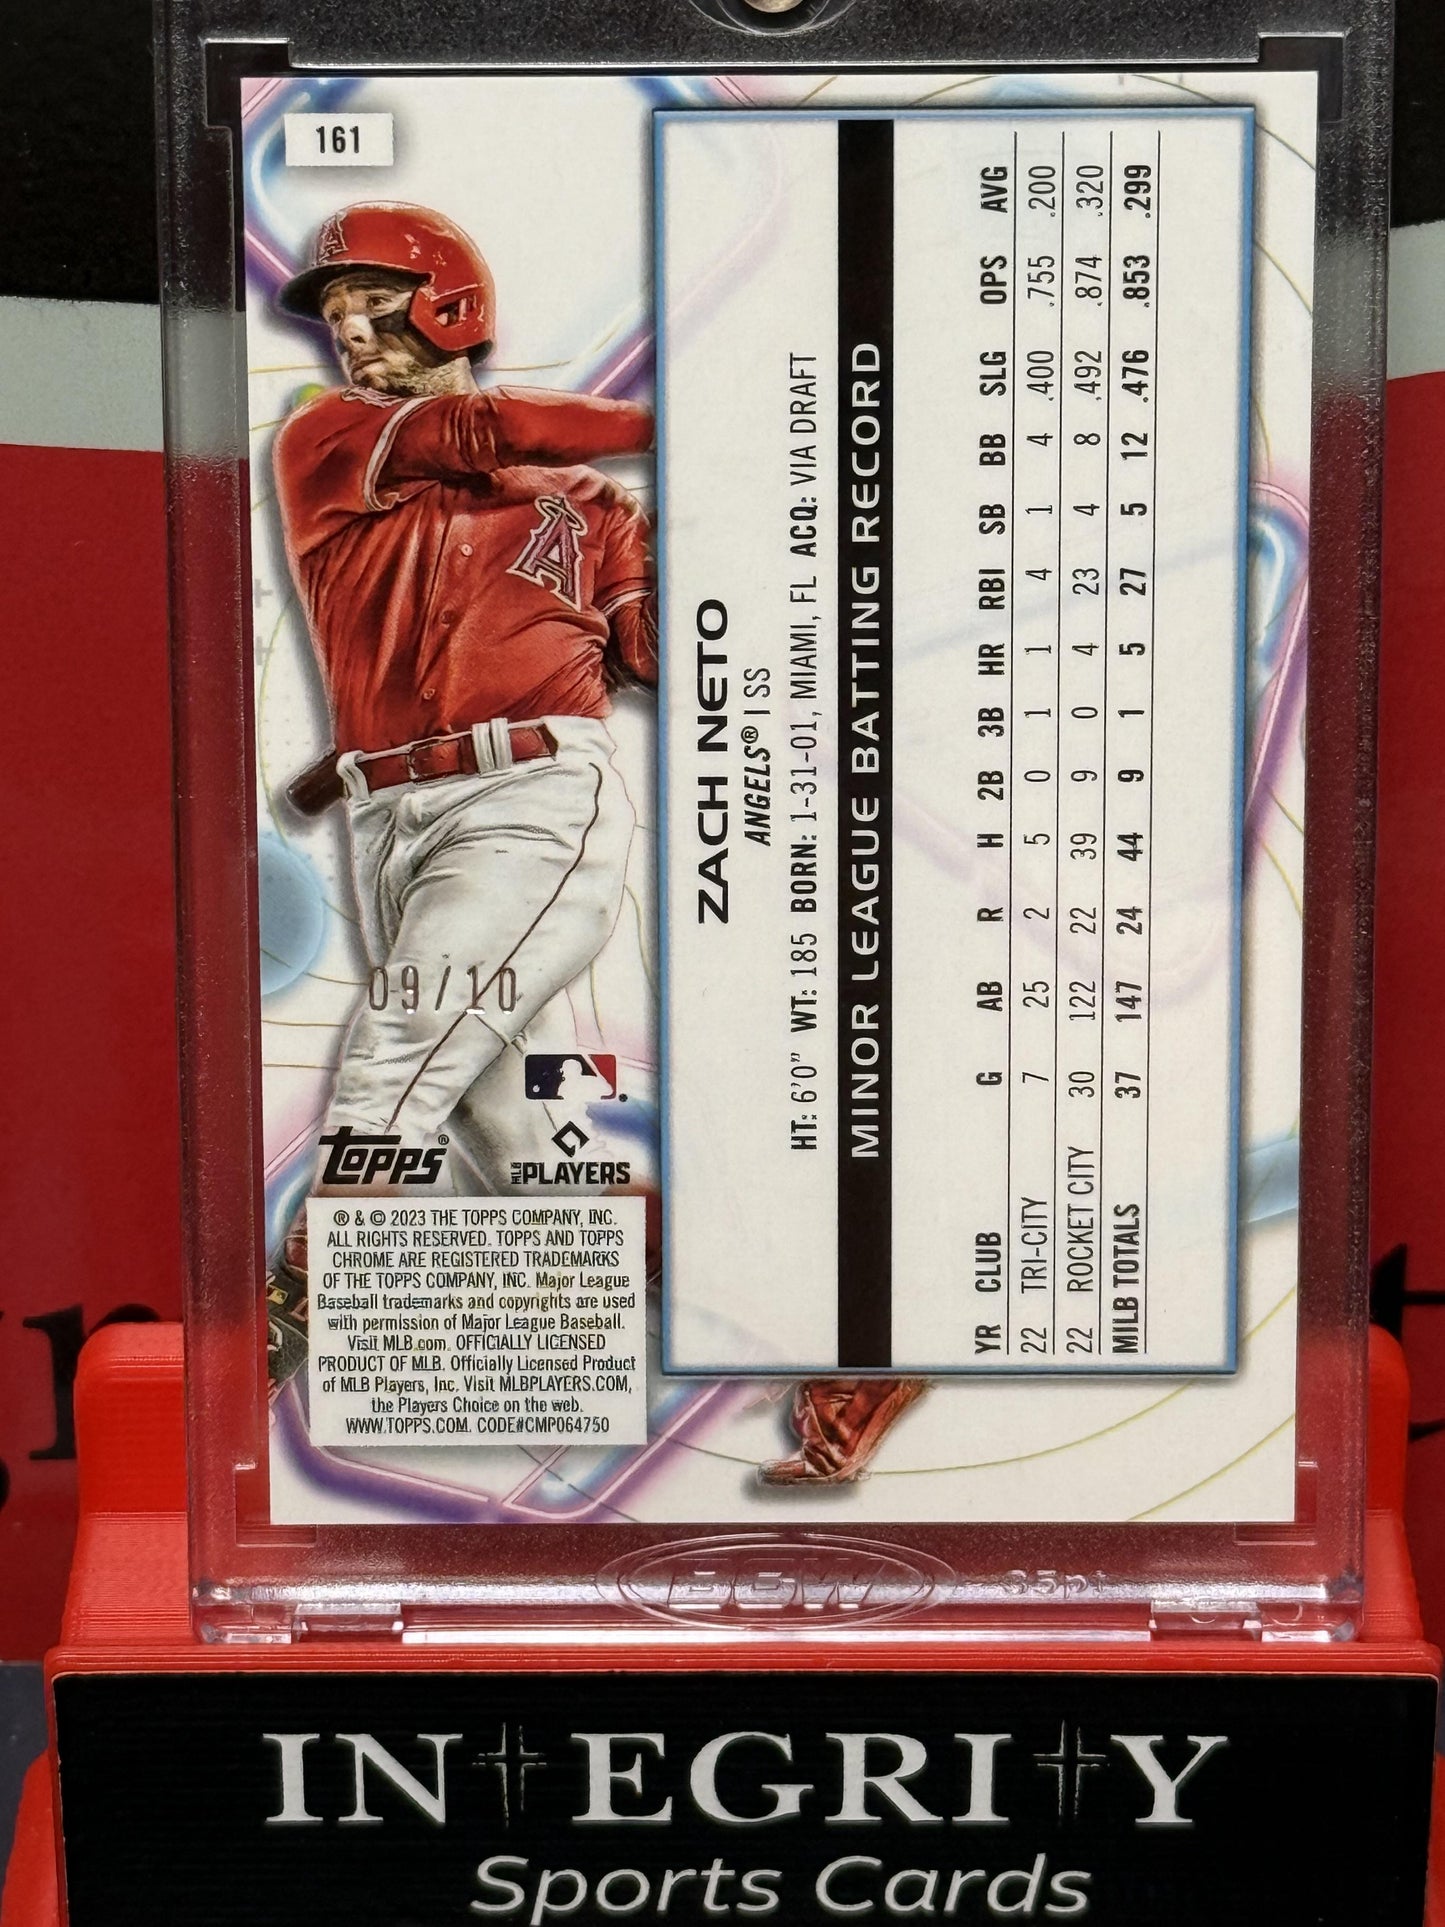 161
A
A
09/10
TOPPS®
MLB PLAYERS
® & © 2023 THE TOPPS COMPANY, INC.
ALL RIGHTS RESERVED. TOPPS AND TOPPS
CHROME ARE REGISTERED TRADEMARKS
OF THE TOPPS COMPANY, INC. Major League
Baseball trademarks and copyrights are used
with permission of Major League Baseball.
Visit MLB.com. OFFICIALLY LICENSED
PRODUCT OF MLB. Officially Licensed Product
of MLB Players, Inc. Visit MLBPLAYERS.COM,
the Players Choice on the web.
WWW.TOPPS.COM. CODE#CMP064750
ZACH NETO
ANGELS® | SS
HT: 6'0" WT: 185 BORN: 1-31-01, MIAMI, FL ACQ: VIA DRAFT
MINOR LEAGUE BATTING RECORD
YR CLUB G AB R H 2B 3B HR RBI SB BB SLG OPS AVG
22 TRI-CITY 7 25 2 5 0 1 1 4 1 4 .400 .755 .200
22 ROCKET CITY 30 122 22 39 9 0 4 23 4 8 .492 .874 .320
MILB TOTALS 37 147 24 44 9 1 5 27 5 12 .476 .853 .299
BCW 35pt
INTEGRITY
Sports Cards